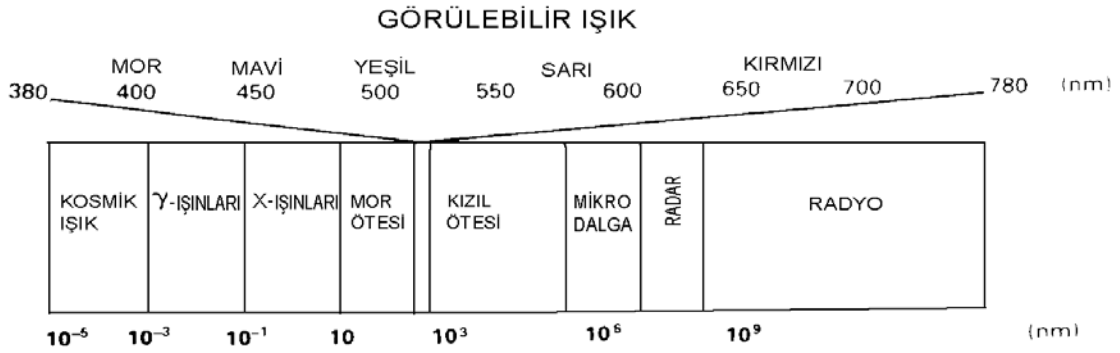 GÖRÜLEBİLİR IŞIK
MOR MAVİ YEŞİL SARI KIRMIZI
380 400 450 500 550 600 650 700 780 (nm)
KOSMİK IŞIK
γ-IŞINLARI
X-IŞINLARI
MOR ÖTESİ
KIZIL ÖTESİ
MİKRO DALGA
RADAR
RADYO
10⁻⁵ 10⁻³ 10⁻¹ 10 10³ 10⁶ 10⁹ (nm)